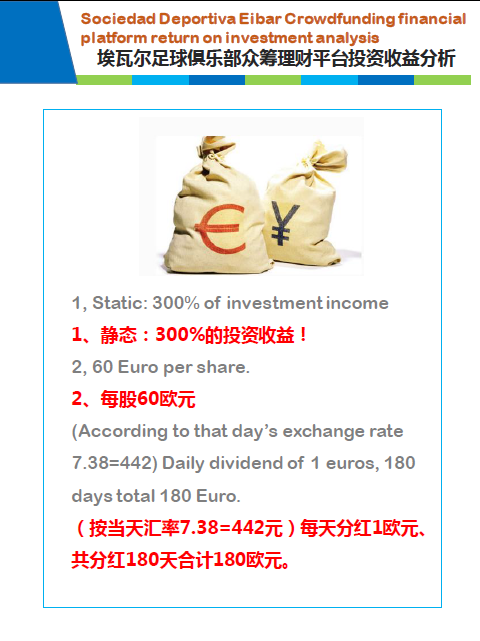 Sociedad Deportiva Eibar Crowdfunding financial
platform return on investment analysis
埃瓦尔足球俱乐部众筹理财平台投资收益分析
€
¥
1, Static: 300% of investment income
1、静态：300%的投资收益！
2, 60 Euro per share.
2、每股60欧元
(According to that day’s exchange rate
7.38=442) Daily dividend of 1 euros, 180
days total 180 Euro.
（按当天汇率7.38=442元）每天分红1欧元、
共分红180天合计180欧元。